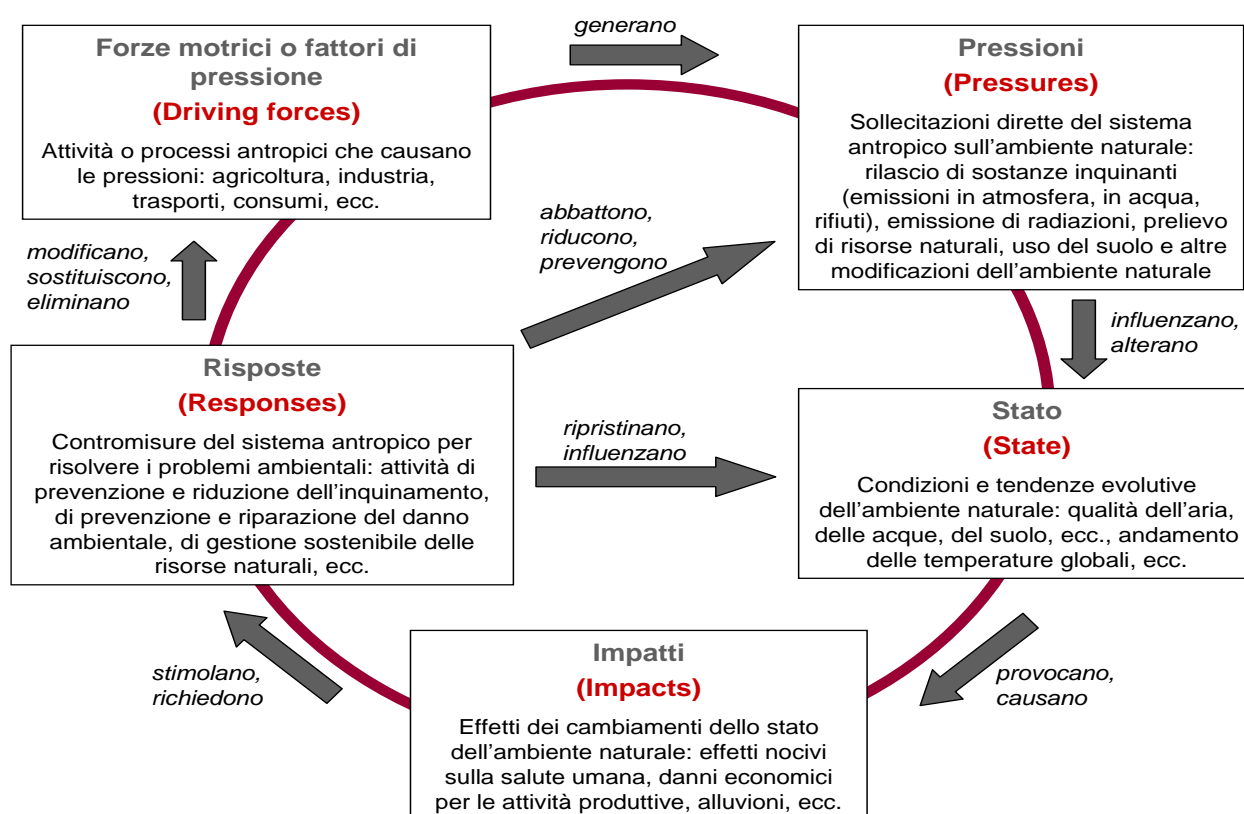 generano
Forze motrici o fattori di
pressione
(Driving forces)
Attività o processi antropici che causano
le pressioni: agricoltura, industria,
trasporti, consumi, ecc.
Pressioni
(Pressures)
Sollecitazioni dirette del sistema
antropico sull’ambiente naturale:
rilascio di sostanze inquinanti
(emissioni in atmosfera, in acqua,
rifiuti), emissione di radiazioni, prelievo
di risorse naturali, uso del suolo e altre
modificazioni dell’ambiente naturale
modificano,
sostituiscono,
eliminano
abbattono,
riducono,
prevengono
influenzano,
alterano
Risposte
(Responses)
Contromisure del sistema antropico per
risolvere i problemi ambientali: attività di
prevenzione e riduzione dell’inquinamento,
di prevenzione e riparazione del danno
ambientale, di gestione sostenibile delle
risorse naturali, ecc.
ripristinano,
influenzano
Stato
(State)
Condizioni e tendenze evolutive
dell’ambiente naturale: qualità dell’aria,
delle acque, del suolo, ecc., andamento
delle temperature globali, ecc.
stimolano,
richiedono
Impatti
(Impacts)
Effetti dei cambiamenti dello stato
dell’ambiente naturale: effetti nocivi
sulla salute umana, danni economici
per le attività produttive, alluvioni, ecc.
provocano,
causano